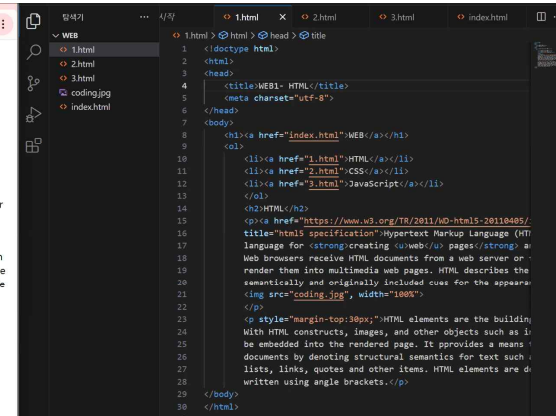 탐색기 ···
WEB
1.html
2.html
3.html
coding.jpg
index.html
시작 1.html × 2.html 3.html index.html
1.html > html > head > title
1 <!doctype html>
2 <html>
3 <head>
4 <title>WEB1- HTML</title>
5 <meta charset="utf-8">
6 </head>
7 <body>
8 <h1><a href="index.html">WEB</a></h1>
9 <ol>
10 <li><a href="1.html">HTML</a></li>
11 <li><a href="2.html">CSS</a></li>
12 <li><a href="3.html">JavaScript</a></li>
13 </ol>
14 <h2>HTML</h2>
15 <p><a href="https://www.w3.org/TR/2011/WD-html5-20110405/
16 title="html5 specification">Hypertext Markup Language (HT
17 language for <strong>creating <u>web</u> pages</strong> a
18 Web browsers receive HTML documents from a web server or
19 render them into multimedia web pages. HTML describes the
20 semantically and originally included cues for the appeara
21 <img src="coding.jpg", width="100%">
22 </p>
23 <p style="margin-top:30px;">HTML elements are the building
24 With HTML constructs, images, and other objects such as i
25 be embedded into the rendered page. It pprovides a means
26 documents by denoting structural semantics for text such
27 lists, links, quotes and other items. HTML elements are d
28 written using angle brackets.</p>
29 </body>
30 </html>